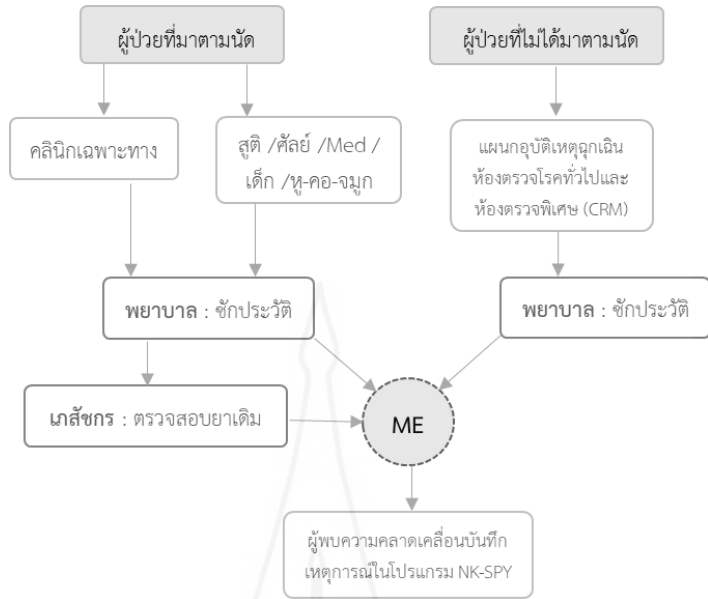 ผู้ป่วยที่มาตามนัด
ผู้ป่วยที่ไม่ได้มาตามนัด
คลินิกเฉพาะทาง
สูติ /ศัลย์ /Med /
เด็ก /หู-คอ-จมูก
แผนกอุบัติเหตุฉุกเฉิน
ห้องตรวจโรคทั่วไปและ
ห้องตรวจพิเศษ (CRM)
พยาบาล : ซักประวัติ
พยาบาล : ซักประวัติ
เภสัชกร : ตรวจสอบยาเดิม
ME
ผู้พบความคลาดเคลื่อนบันทึก
เหตุการณ์ในโปรแกรม NK-SPY